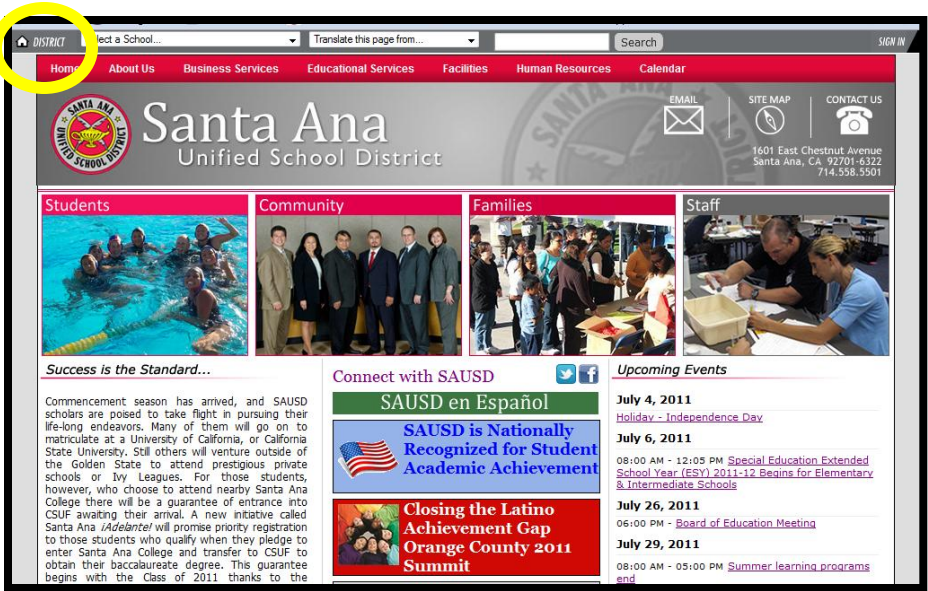 DISTRICT
ect a School...
Translate this page from...
Search
SIGN IN
Home
About Us
Business Services
Educational Services
Facilities
Human Resources
Calendar
SANTA ANA
UNIFIED SCHOOL DISTRICT
Santa Ana
Unified School District
EMAIL
SITE MAP
CONTACT US
1601 East Chestnut Avenue
Santa Ana, CA 92701-6322
714.558.5501
Students
Community
Families
Staff
Success is the Standard...
Commencement season has arrived, and SAUSD
scholars are poised to take flight in pursuing their
life-long endeavors. Many of them will go on to
matriculate at a University of California, or California
State University. Still others will venture outside of
the Golden State to attend prestigious private
schools or Ivy Leagues. For those students,
however, who choose to attend nearby Santa Ana
College there will be a guarantee of entrance into
CSUF awaiting their arrival. A new initiative called
Santa Ana ¡Adelante! will promise priority registration
to those students who qualify when they pledge to
enter Santa Ana College and transfer to CSUF to
obtain their baccalaureate degree. This guarantee
begins with the Class of 2011 thanks to the
Connect with SAUSD
SAUSD en Español
SAUSD is Nationally
Recognized for Student
Academic Achievement
Closing the Latino
Achievement Gap
Orange County 2011
Summit
Upcoming Events
July 4, 2011
Holiday - Independence Day
July 6, 2011
08:00 AM - 12:05 PM Special Education Extended
School Year (ESY) 2011-12 Begins for Elementary
& Intermediate Schools
July 26, 2011
06:00 PM - Board of Education Meeting
July 29, 2011
08:00 AM - 05:00 PM Summer learning programs
end